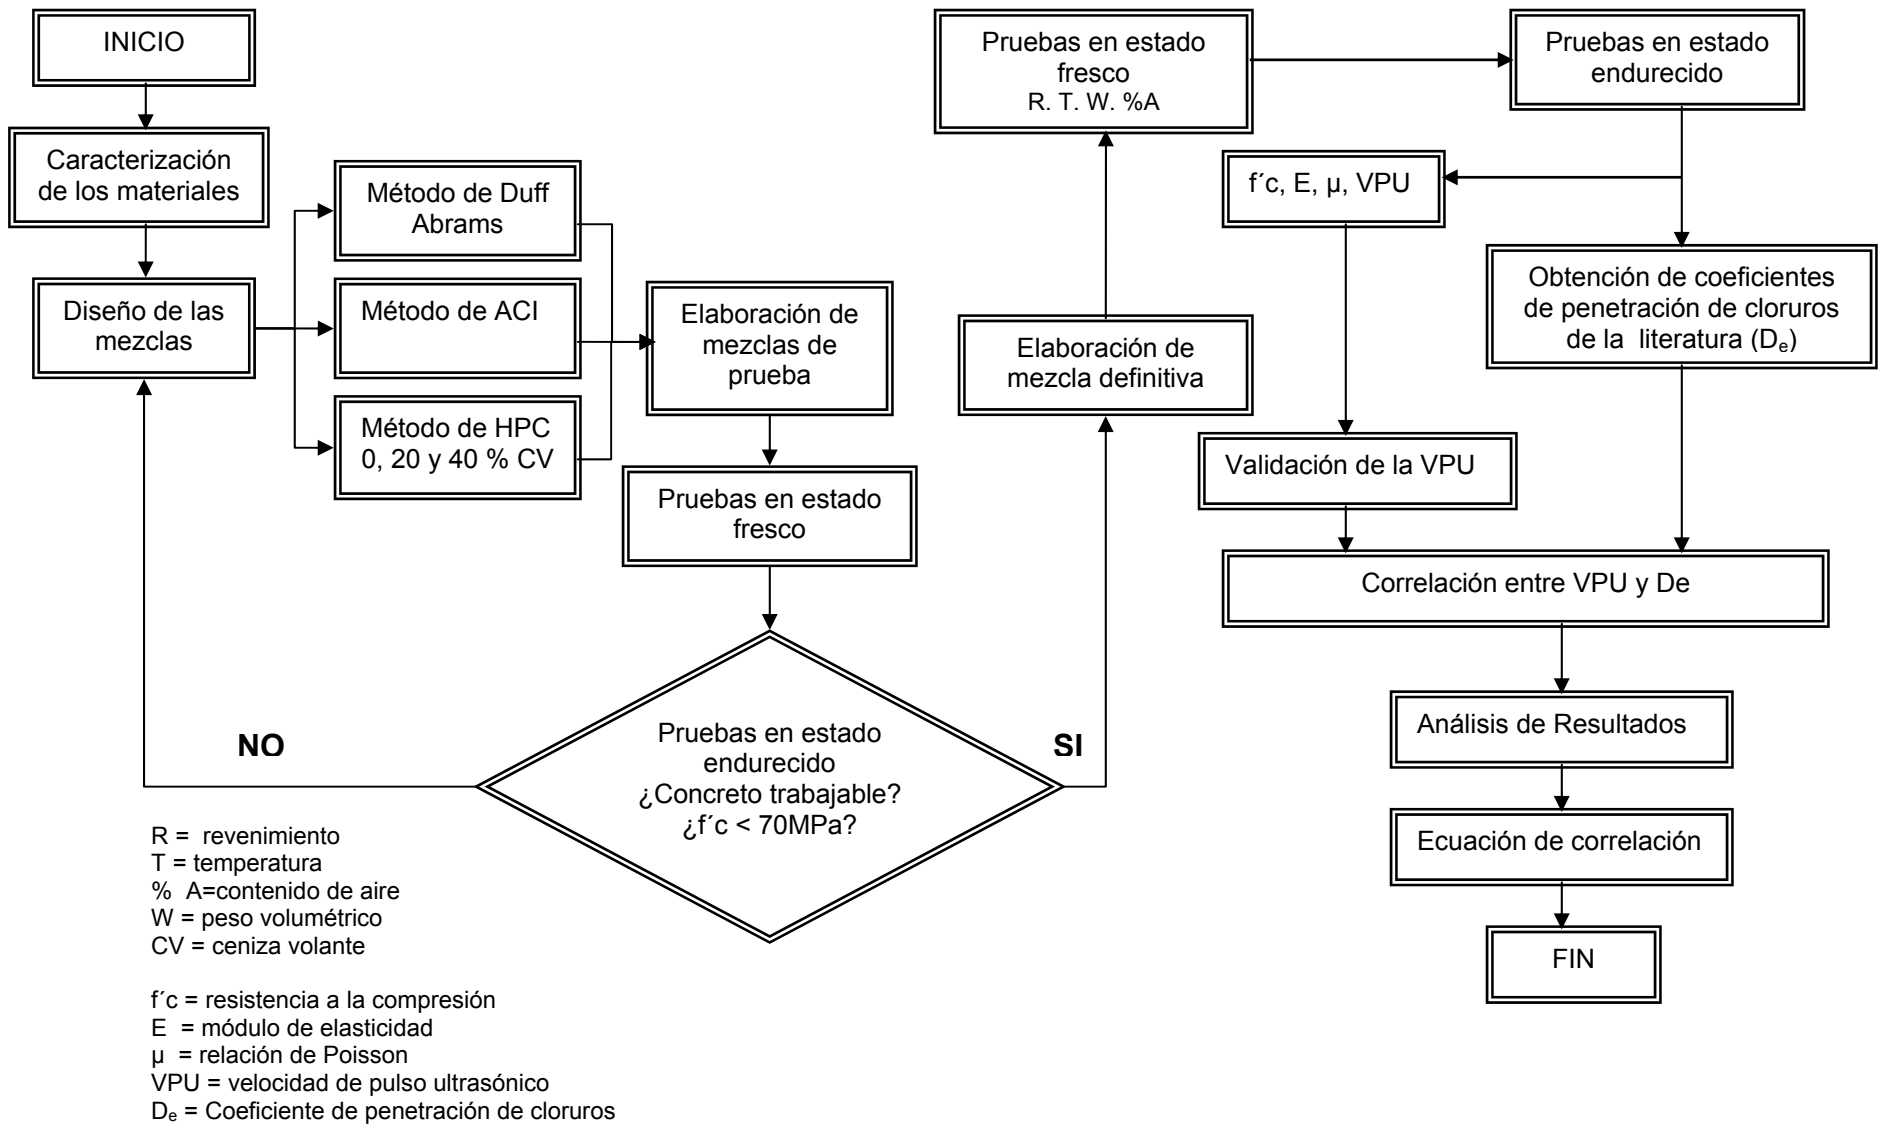 INICIO
Caracterización
de los materiales
Diseño de las
mezclas
Método de Duff
Abrams
Método de ACI
Método de HPC
0, 20 y 40 % CV
Elaboración de
mezclas de
prueba
Pruebas en estado
fresco
Pruebas en estado
endurecido
¿Concreto trabajable?
¿f´c < 70MPa?
NO
SI
Elaboración de
mezcla definitiva
Pruebas en estado
fresco
R. T. W. %A
Pruebas en estado
endurecido
f´c, E, µ, VPU
Obtención de coeficientes
de penetración de cloruros
de la literatura (Dₑ)
Validación de la VPU
Correlación entre VPU y De
Análisis de Resultados
Ecuación de correlación
FIN
R = revenimiento
T = temperatura
% A=contenido de aire
W = peso volumétrico
CV = ceniza volante
f´c = resistencia a la compresión
E = módulo de elasticidad
µ = relación de Poisson
VPU = velocidad de pulso ultrasónico
Dₑ = Coeficiente de penetración de cloruros